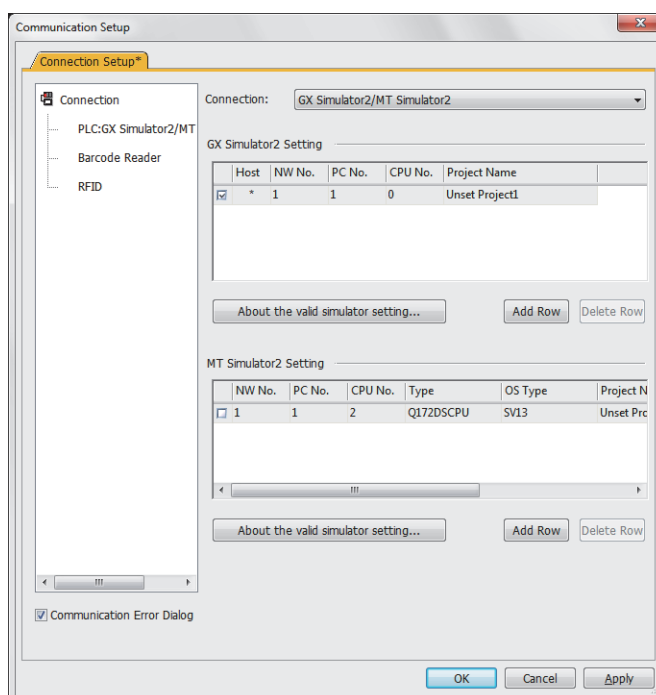 Communication Setup
Connection Setup*
Connection
PLC:GX Simulator2/MT
Barcode Reader
RFID
Communication Error Dialog
Connection: GX Simulator2/MT Simulator2
GX Simulator2 Setting
Host NW No. PC No. CPU No. Project Name
* 1 1 0 Unset Project1
About the valid simulator setting... Add Row Delete Row
MT Simulator2 Setting
NW No. PC No. CPU No. Type OS Type Project N
1 1 2 Q172DSCPU SV13 Unset Pro
About the valid simulator setting... Add Row Delete Row
OK Cancel Apply